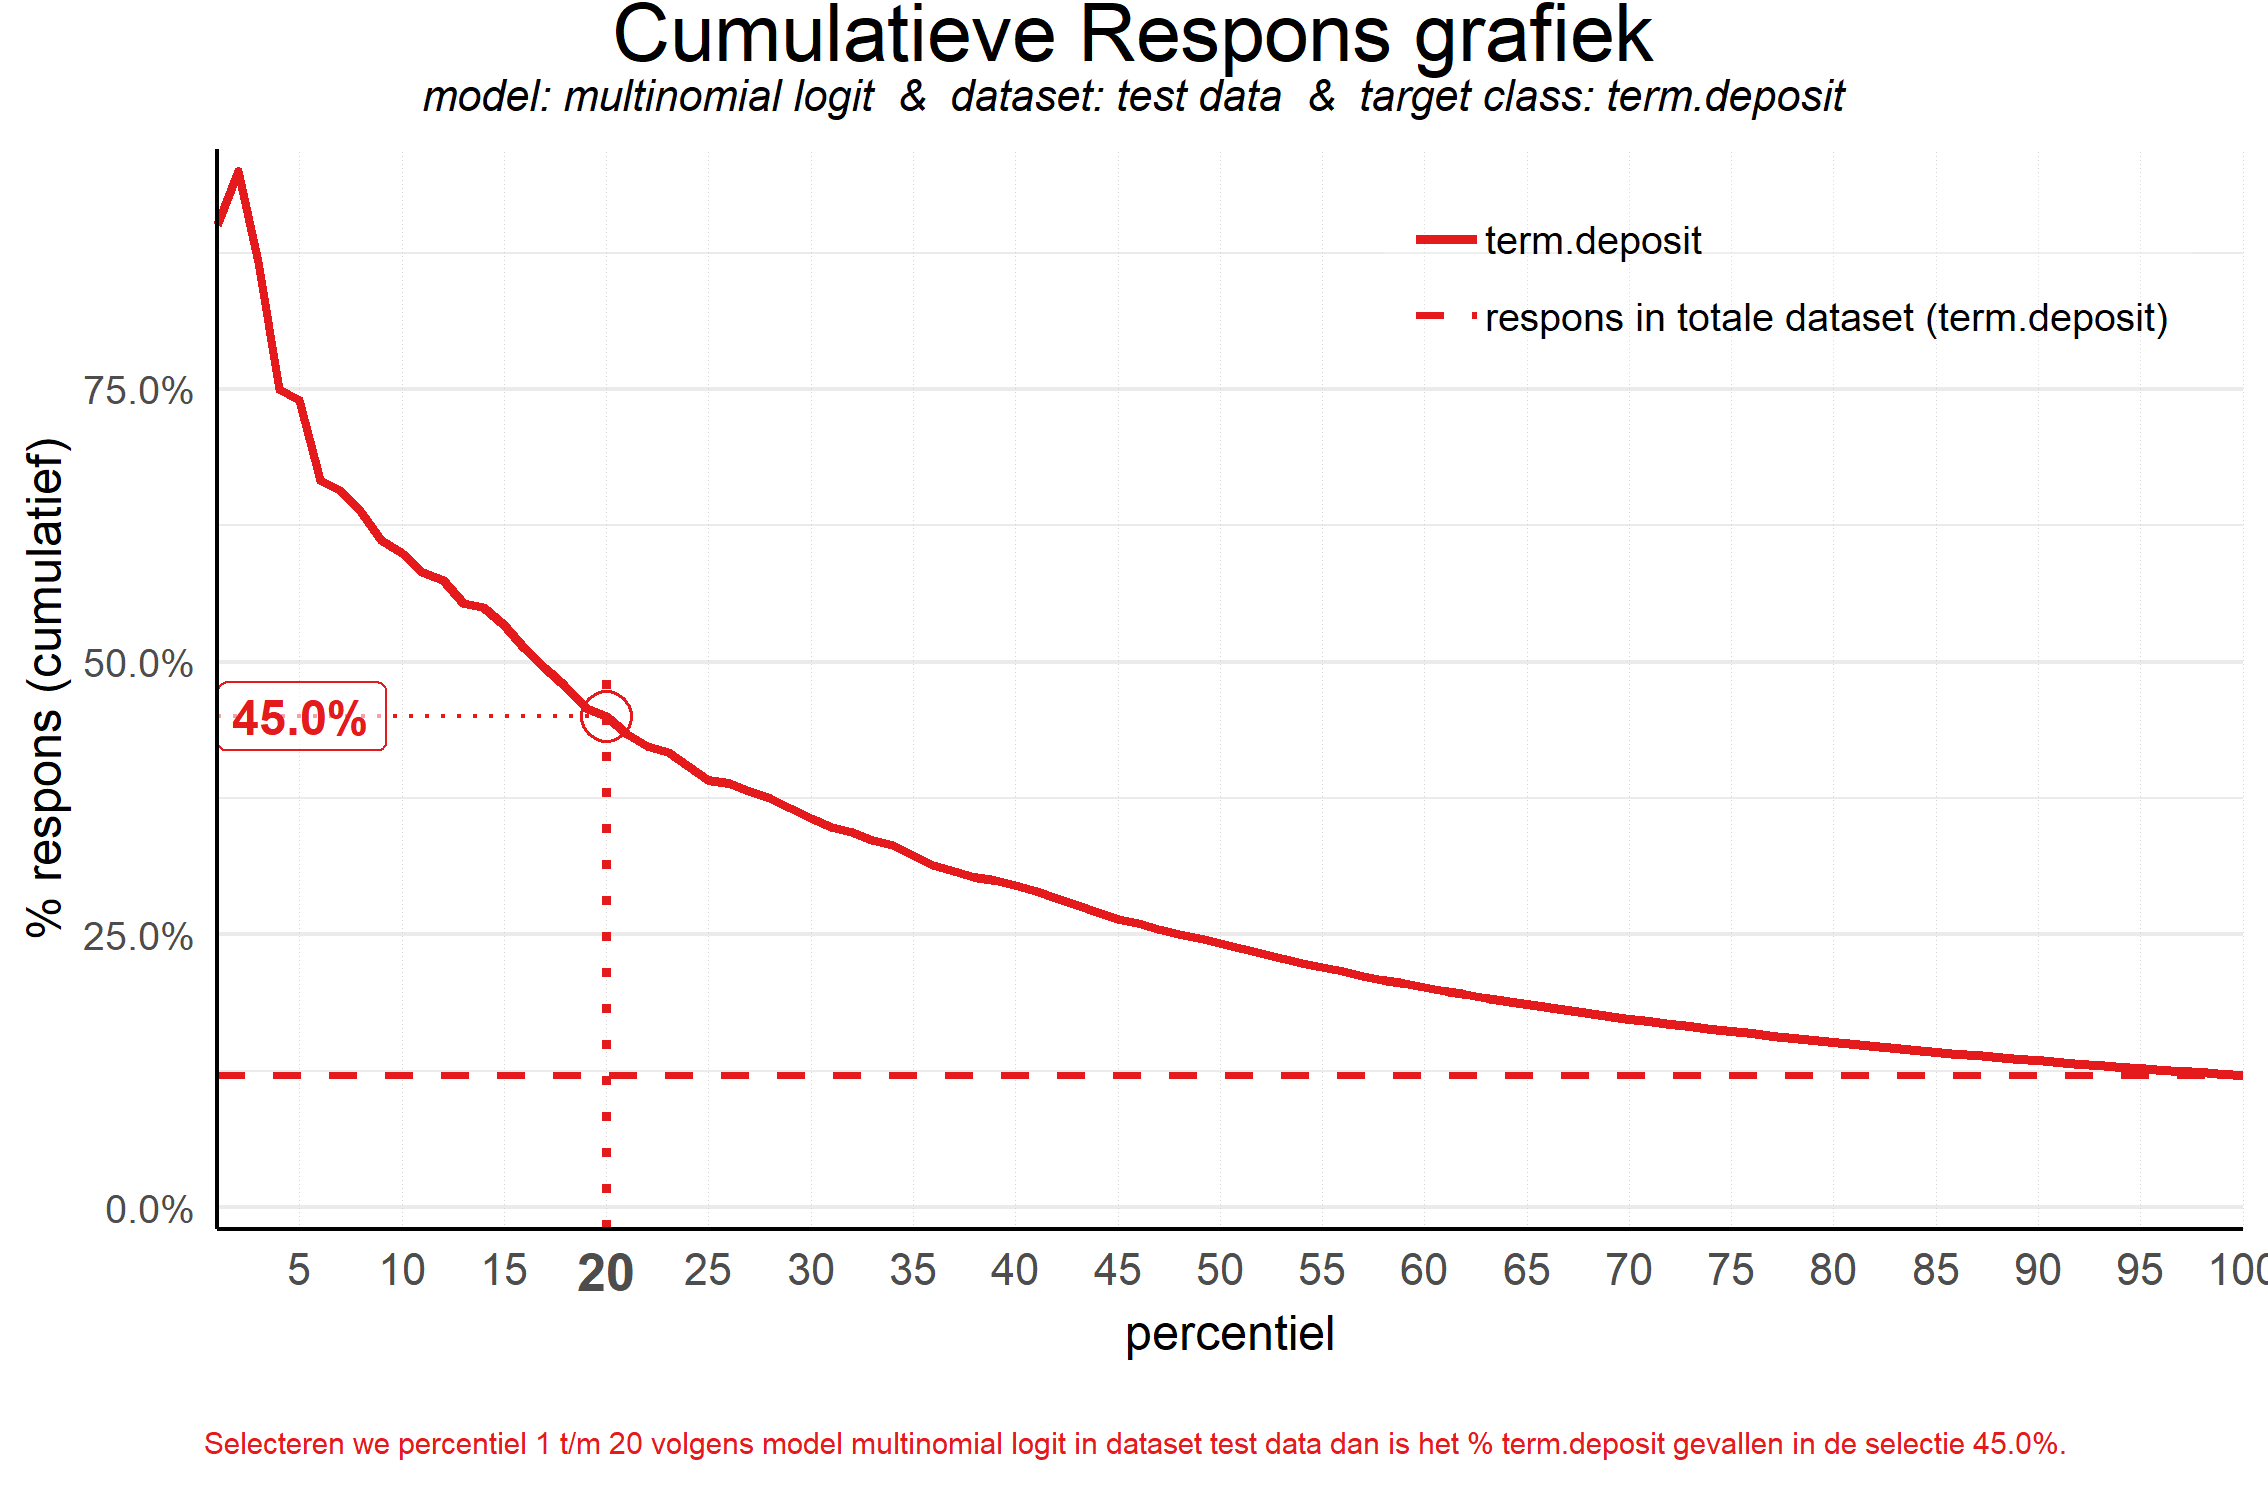 Cumulatieve Respons grafiek
model: multinomial logit & dataset: test data & target class: term.deposit
term.deposit
respons in totale dataset (term.deposit)
% respons (cumulatief)
75.0%
50.0%
45.0%
25.0%
0.0%
5 10 15 20 25 30 35 40 45 50 55 60 65 70 75 80 85 90 95 100
percentiel
Selecteren we percentiel 1 t/m 20 volgens model multinomial logit in dataset test data dan is het % term.deposit gevallen in de selectie 45.0%.